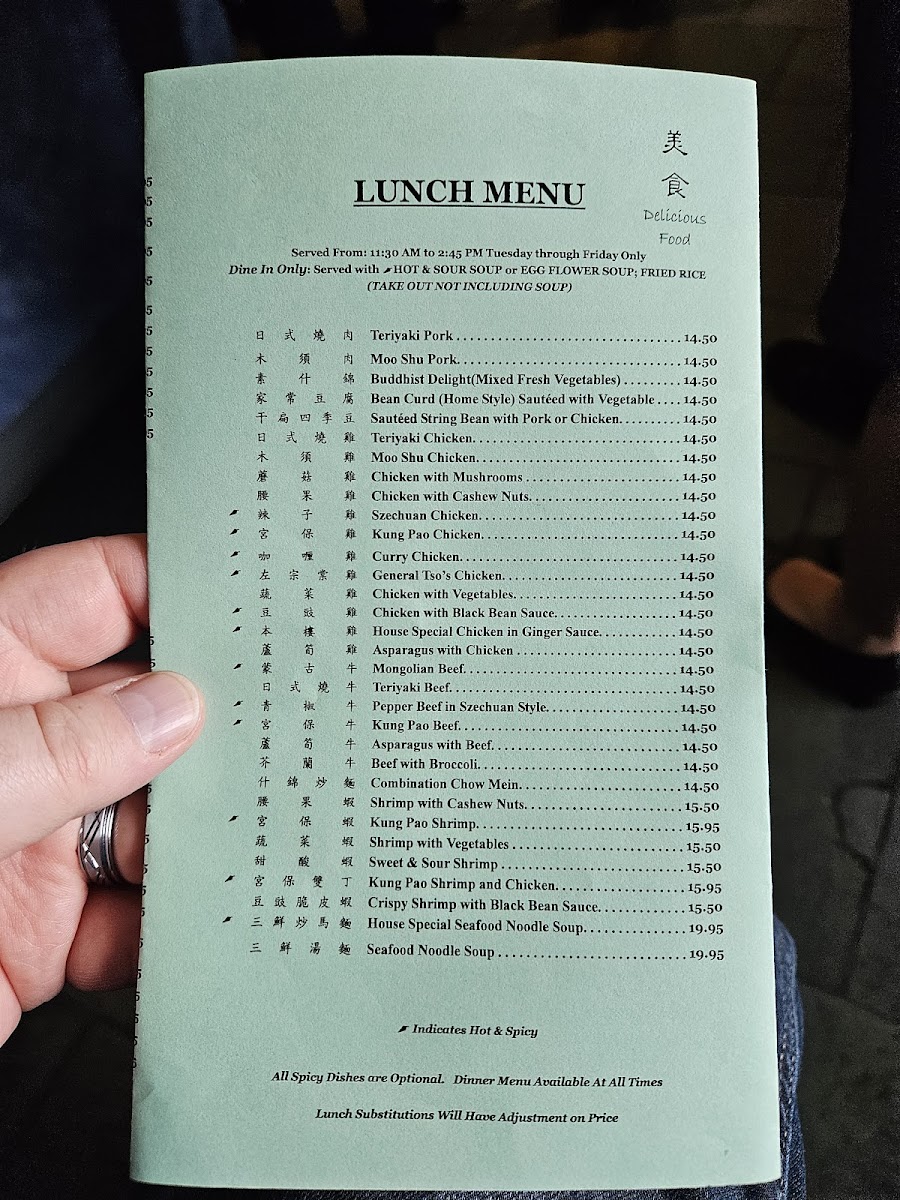 美
食
Delicious
Food
LUNCH MENU
Served From: 11:30 AM to 2:45 PM Tuesday through Friday Only
Dine In Only: Served with HOT & SOUR SOUP or EGG FLOWER SOUP; FRIED RICE
(TAKE OUT NOT INCLUDING SOUP)
日式燒肉 Teriyaki Pork 14.50
木須肉 Moo Shu Pork 14.50
素什錦 Buddhist Delight(Mixed Fresh Vegetables) 14.50
家常豆腐 Bean Curd (Home Style) Sautéed with Vegetable 14.50
干扁四季豆 Sautéed String Bean with Pork or Chicken 14.50
日式燒雞 Teriyaki Chicken 14.50
木須雞 Moo Shu Chicken 14.50
蘑菇雞 Chicken with Mushrooms 14.50
腰果雞 Chicken with Cashew Nuts 14.50
辣子雞 Szechuan Chicken 14.50
宮保雞 Kung Pao Chicken 14.50
咖喱雞 Curry Chicken 14.50
左宗棠雞 General Tso's Chicken 14.50
蔬菜雞 Chicken with Vegetables 14.50
豆豉雞 Chicken with Black Bean Sauce 14.50
本樓雞 House Special Chicken in Ginger Sauce 14.50
蘆筍雞 Asparagus with Chicken 14.50
蒙古牛 Mongolian Beef 14.50
日式燒牛 Teriyaki Beef 14.50
青椒牛 Pepper Beef in Szechuan Style 14.50
宮保牛 Kung Pao Beef 14.50
蘆筍牛 Asparagus with Beef 14.50
芥蘭牛 Beef with Broccoli 14.50
什錦炒麵 Combination Chow Mein 14.50
腰果蝦 Shrimp with Cashew Nuts 15.50
宮保蝦 Kung Pao Shrimp 15.95
蔬菜蝦 Shrimp with Vegetables 15.50
甜酸蝦 Sweet & Sour Shrimp 15.50
宮保雙丁 Kung Pao Shrimp and Chicken 15.95
豆豉脆皮蝦 Crispy Shrimp with Black Bean Sauce 15.50
三鮮炒馬麵 House Special Seafood Noodle Soup 19.95
三鮮湯麵 Seafood Noodle Soup 19.95
Indicates Hot & Spicy
All Spicy Dishes are Optional. Dinner Menu Available At All Times
Lunch Substitutions Will Have Adjustment on Price